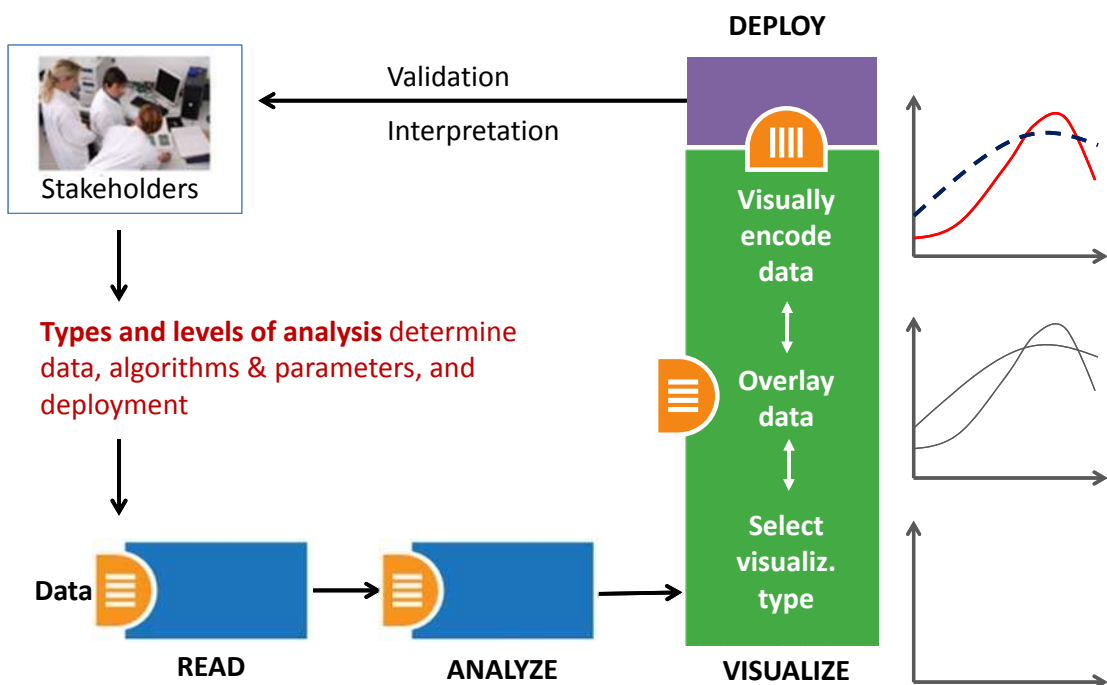 DEPLOY
Validation
Interpretation
Stakeholders
Types and levels of analysis determine
data, algorithms & parameters, and
deployment
Visually
encode
data
Overlay
data
Select
visualiz.
type
Data
READ
ANALYZE
VISUALIZE